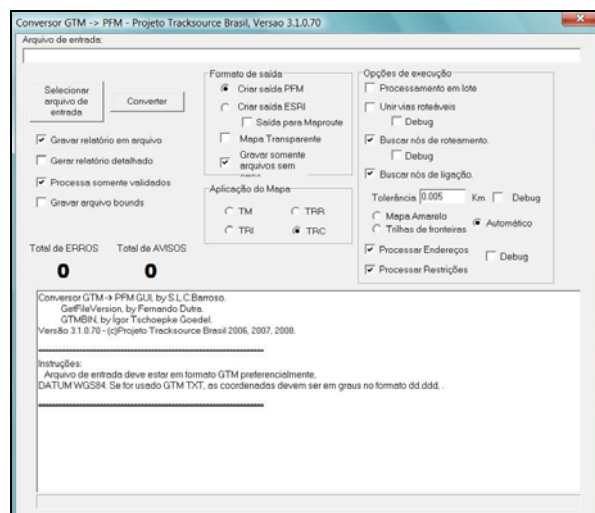 Conversor GTM -> PFM - Projeto Tracksource Brasil, Versao 3.1.0.70
Arquivo de entrada:
Selecionar
arquivo de
entrada
Converter
Gravar relatório em arquivo
Gerar relatório detalhado
Processa somente validados
Gravar arquivo bounds
Total de ERROS
Total de AVISOS
0
0
Formato de saída
Criar saída PFM
Criar saída ESRI
Saída para Maproute
Mapa Transparente
Gravar somente
arquivos sem
Aplicação do Mapa
TM
TRR
TRI
TRC
Opções de execução
Processamento em lote
Unir vias roteáveis
Debug
Buscar nós de roteamento.
Debug
Buscar nós de ligação.
Tolerância 0.005 Km Debug
Mapa Amarelo
Trilhas de fronteiras
Automático
Processar Endereços
Debug
Processar Restrições
Conversor GTM -> PFM GUI, by S.L.C.Barroso.
GetFileVersion, by Fernando Dutra.
GTMBIN, by Igor Tschoepke Goedel.
Versão 3.1.0.70 - (c)Projeto Tracksource Brasil 2006, 2007, 2008.
Instruções:
Arquivo de entrada deve estar em formato GTM preferencialmente,
DATUM WGS84. Se for usado GTM TXT, as coordenadas devem ser em graus no formato dd.ddd, .